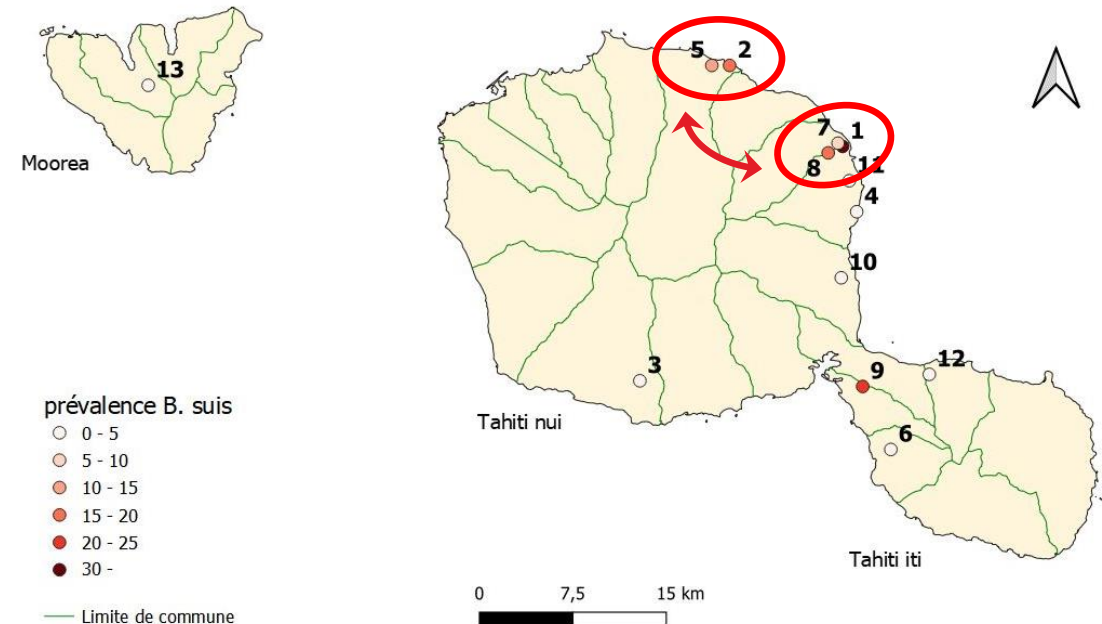 5 2
13
7 1
Moorea
8 11
4
10
3
9 12
prévalence B. suis
Tahiti nui
0 - 5
6
5 - 10
10 - 15
15 - 20
20 - 25
Tahiti iti
30 -
0 7,5 15 km
Limite de commune